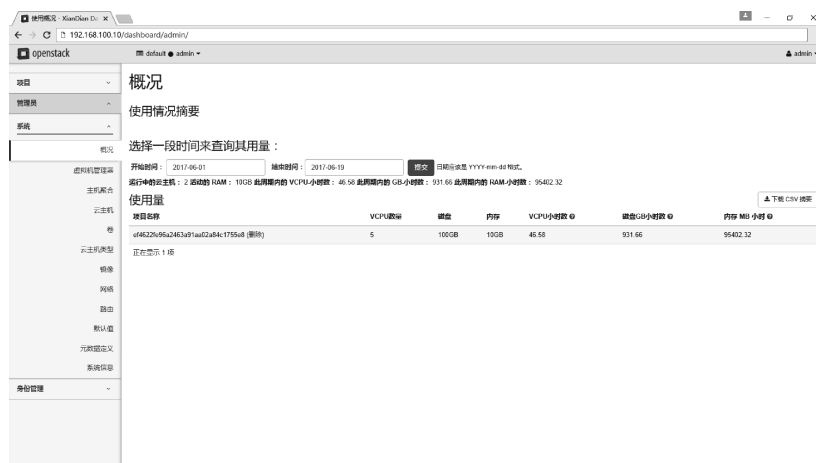 使用概况 - XianDian Da
192.168.100.10/dashboard/admin/
openstack
default admin
admin
项目
管理员
系统
概况
虚拟机管理器
主机聚合
云主机
卷
云主机类型
镜像
网络
路由
默认值
元数据定义
系统信息
身份管理
概况
使用情况摘要
选择一段时间来查询其用量：
开始时间： 2017-06-01 结束时间： 2017-06-19 提交 日期应该是 YYYY-mm-dd 格式。
运行中的云主机： 2 活动的 RAM： 10GB 此周期内的 VCPU-小时数： 46.58 此周期内的 GB-小时数： 931.66 此周期内的 RAM-小时数： 95402.32
使用量
下载 CSV 摘要
项目名称 VCPU数量 磁盘 内存 VCPU小时数 磁盘GB小时数 内存 MB 小时
ef4622fe96a2463a91aa02a84c1755e8 (删除) 5 100GB 10GB 46.58 931.66 95402.32
正在显示 1 项